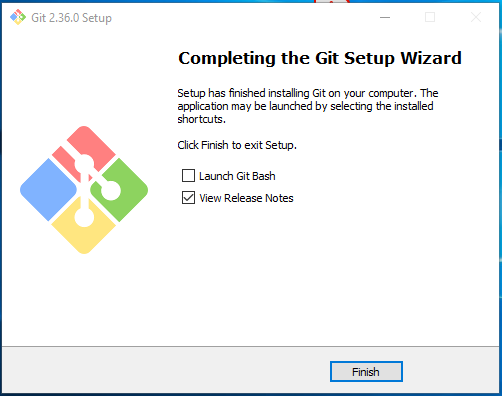 Git 2.36.0 Setup
Completing the Git Setup Wizard
Setup has finished installing Git on your computer. The
application may be launched by selecting the installed
shortcuts.
Click Finish to exit Setup.
Launch Git Bash
View Release Notes
Finish